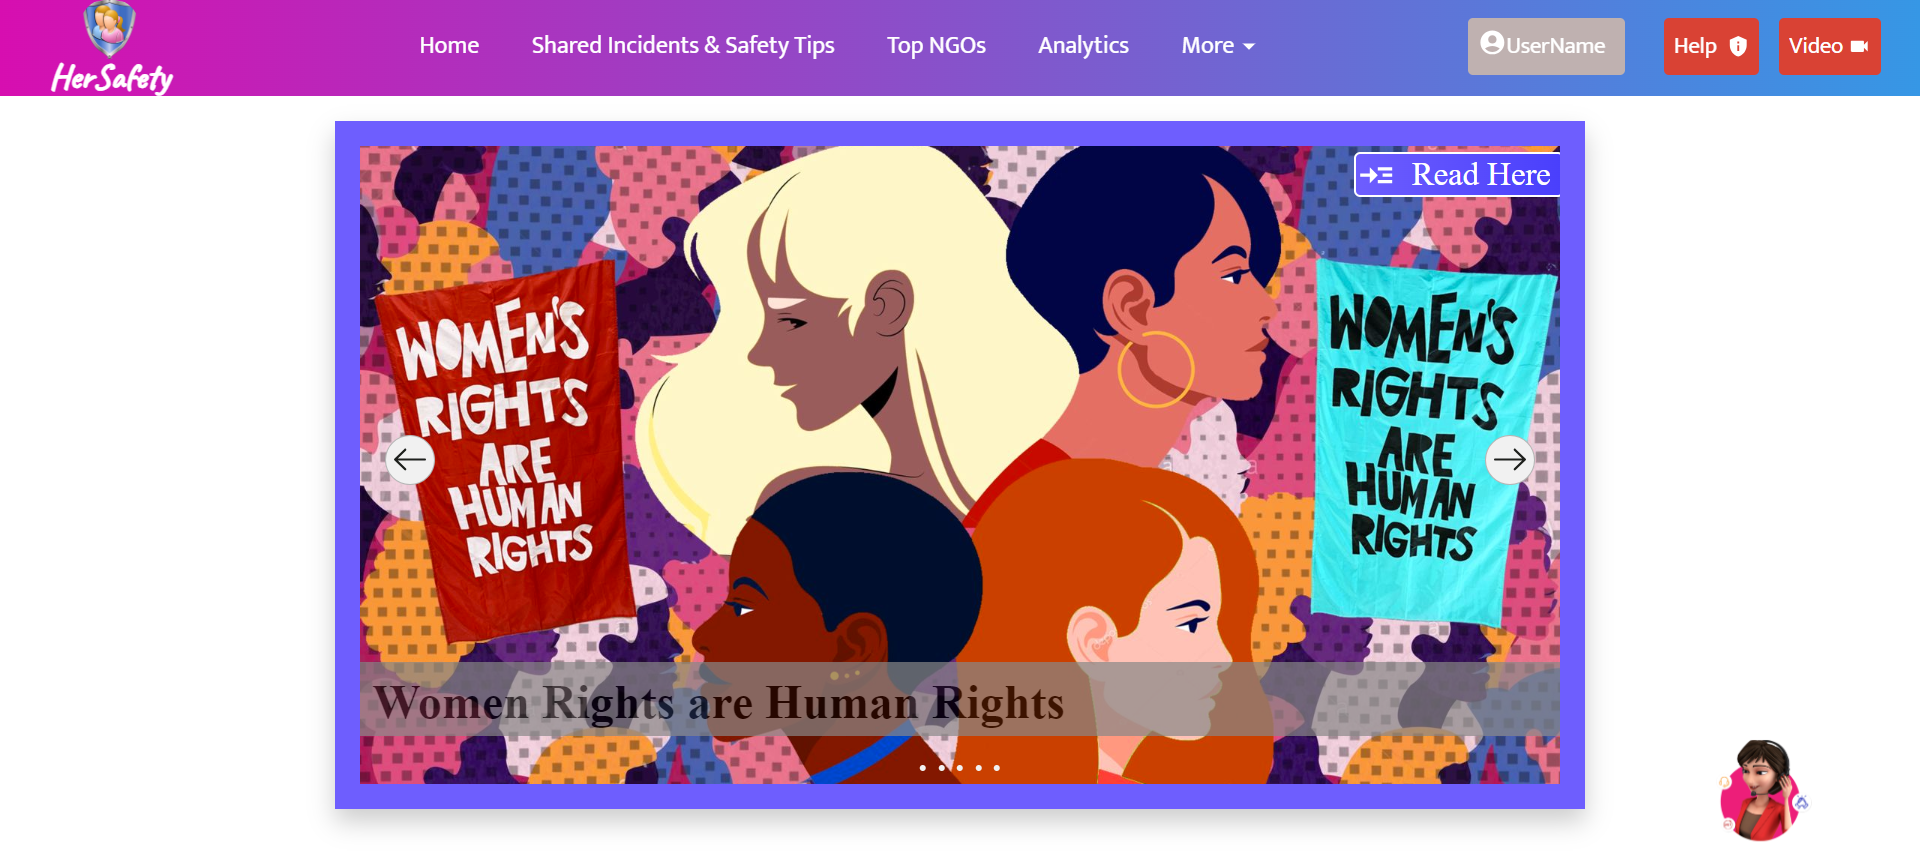 HerSafety
Home
Shared Incidents & Safety Tips
Top NGOs
Analytics
More
UserName
Help
Video
Read Here
WOMEN'S
RIGHTS
ARE
HUMAN
RIGHTS
WOMEN'S
RIGHTS
ARE
HUMAN
RIGHTS
Women Rights are Human Rights